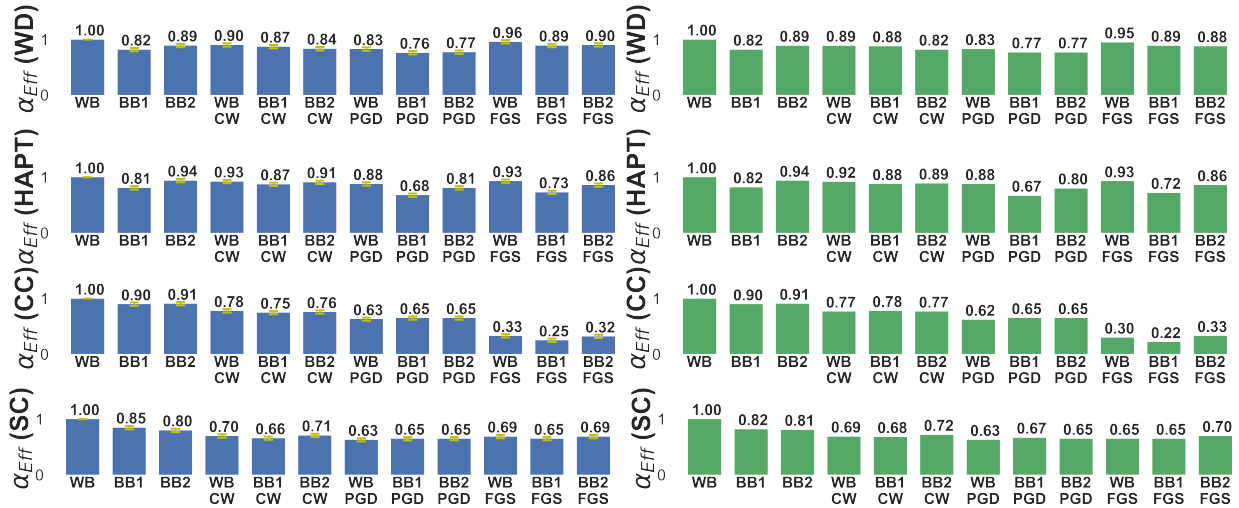 α_Eff (WD)
1
0
1.00 0.82 0.89 0.90 0.87 0.84 0.83 0.76 0.77 0.96 0.89 0.90
WB BB1 BB2 WB BB1 BB2 WB BB1 BB2 WB BB1 BB2
CW CW CW PGD PGD PGD FGS FGS FGS
α_Eff (WD)
1
0
1.00 0.82 0.89 0.89 0.88 0.82 0.83 0.77 0.77 0.95 0.89 0.88
WB BB1 BB2 WB BB1 BB2 WB BB1 BB2 WB BB1 BB2
CW CW CW PGD PGD PGD FGS FGS FGS
α_Eff (HAPT)
1
0
1.00 0.81 0.94 0.93 0.87 0.91 0.88 0.68 0.81 0.93 0.73 0.86
WB BB1 BB2 WB BB1 BB2 WB BB1 BB2 WB BB1 BB2
CW CW CW PGD PGD PGD FGS FGS FGS
α_Eff (HAPT)
1
0
1.00 0.82 0.94 0.92 0.88 0.89 0.88 0.67 0.80 0.93 0.72 0.86
WB BB1 BB2 WB BB1 BB2 WB BB1 BB2 WB BB1 BB2
CW CW CW PGD PGD PGD FGS FGS FGS
α_Eff (CC)
1
0
1.00 0.90 0.91 0.78 0.75 0.76 0.63 0.65 0.65 0.33 0.25 0.32
WB BB1 BB2 WB BB1 BB2 WB BB1 BB2 WB BB1 BB2
CW CW CW PGD PGD PGD FGS FGS FGS
α_Eff (CC)
1
0
1.00 0.90 0.91 0.77 0.78 0.77 0.62 0.65 0.65 0.30 0.22 0.33
WB BB1 BB2 WB BB1 BB2 WB BB1 BB2 WB BB1 BB2
CW CW CW PGD PGD PGD FGS FGS FGS
α_Eff (SC)
1
0
1.00 0.85 0.80 0.70 0.66 0.71 0.63 0.65 0.65 0.69 0.65 0.69
WB BB1 BB2 WB BB1 BB2 WB BB1 BB2 WB BB1 BB2
CW CW CW PGD PGD PGD FGS FGS FGS
α_Eff (SC)
1
0
1.00 0.82 0.81 0.69 0.68 0.72 0.63 0.67 0.65 0.65 0.65 0.70
WB BB1 BB2 WB BB1 BB2 WB BB1 BB2 WB BB1 BB2
CW CW CW PGD PGD PGD FGS FGS FGS